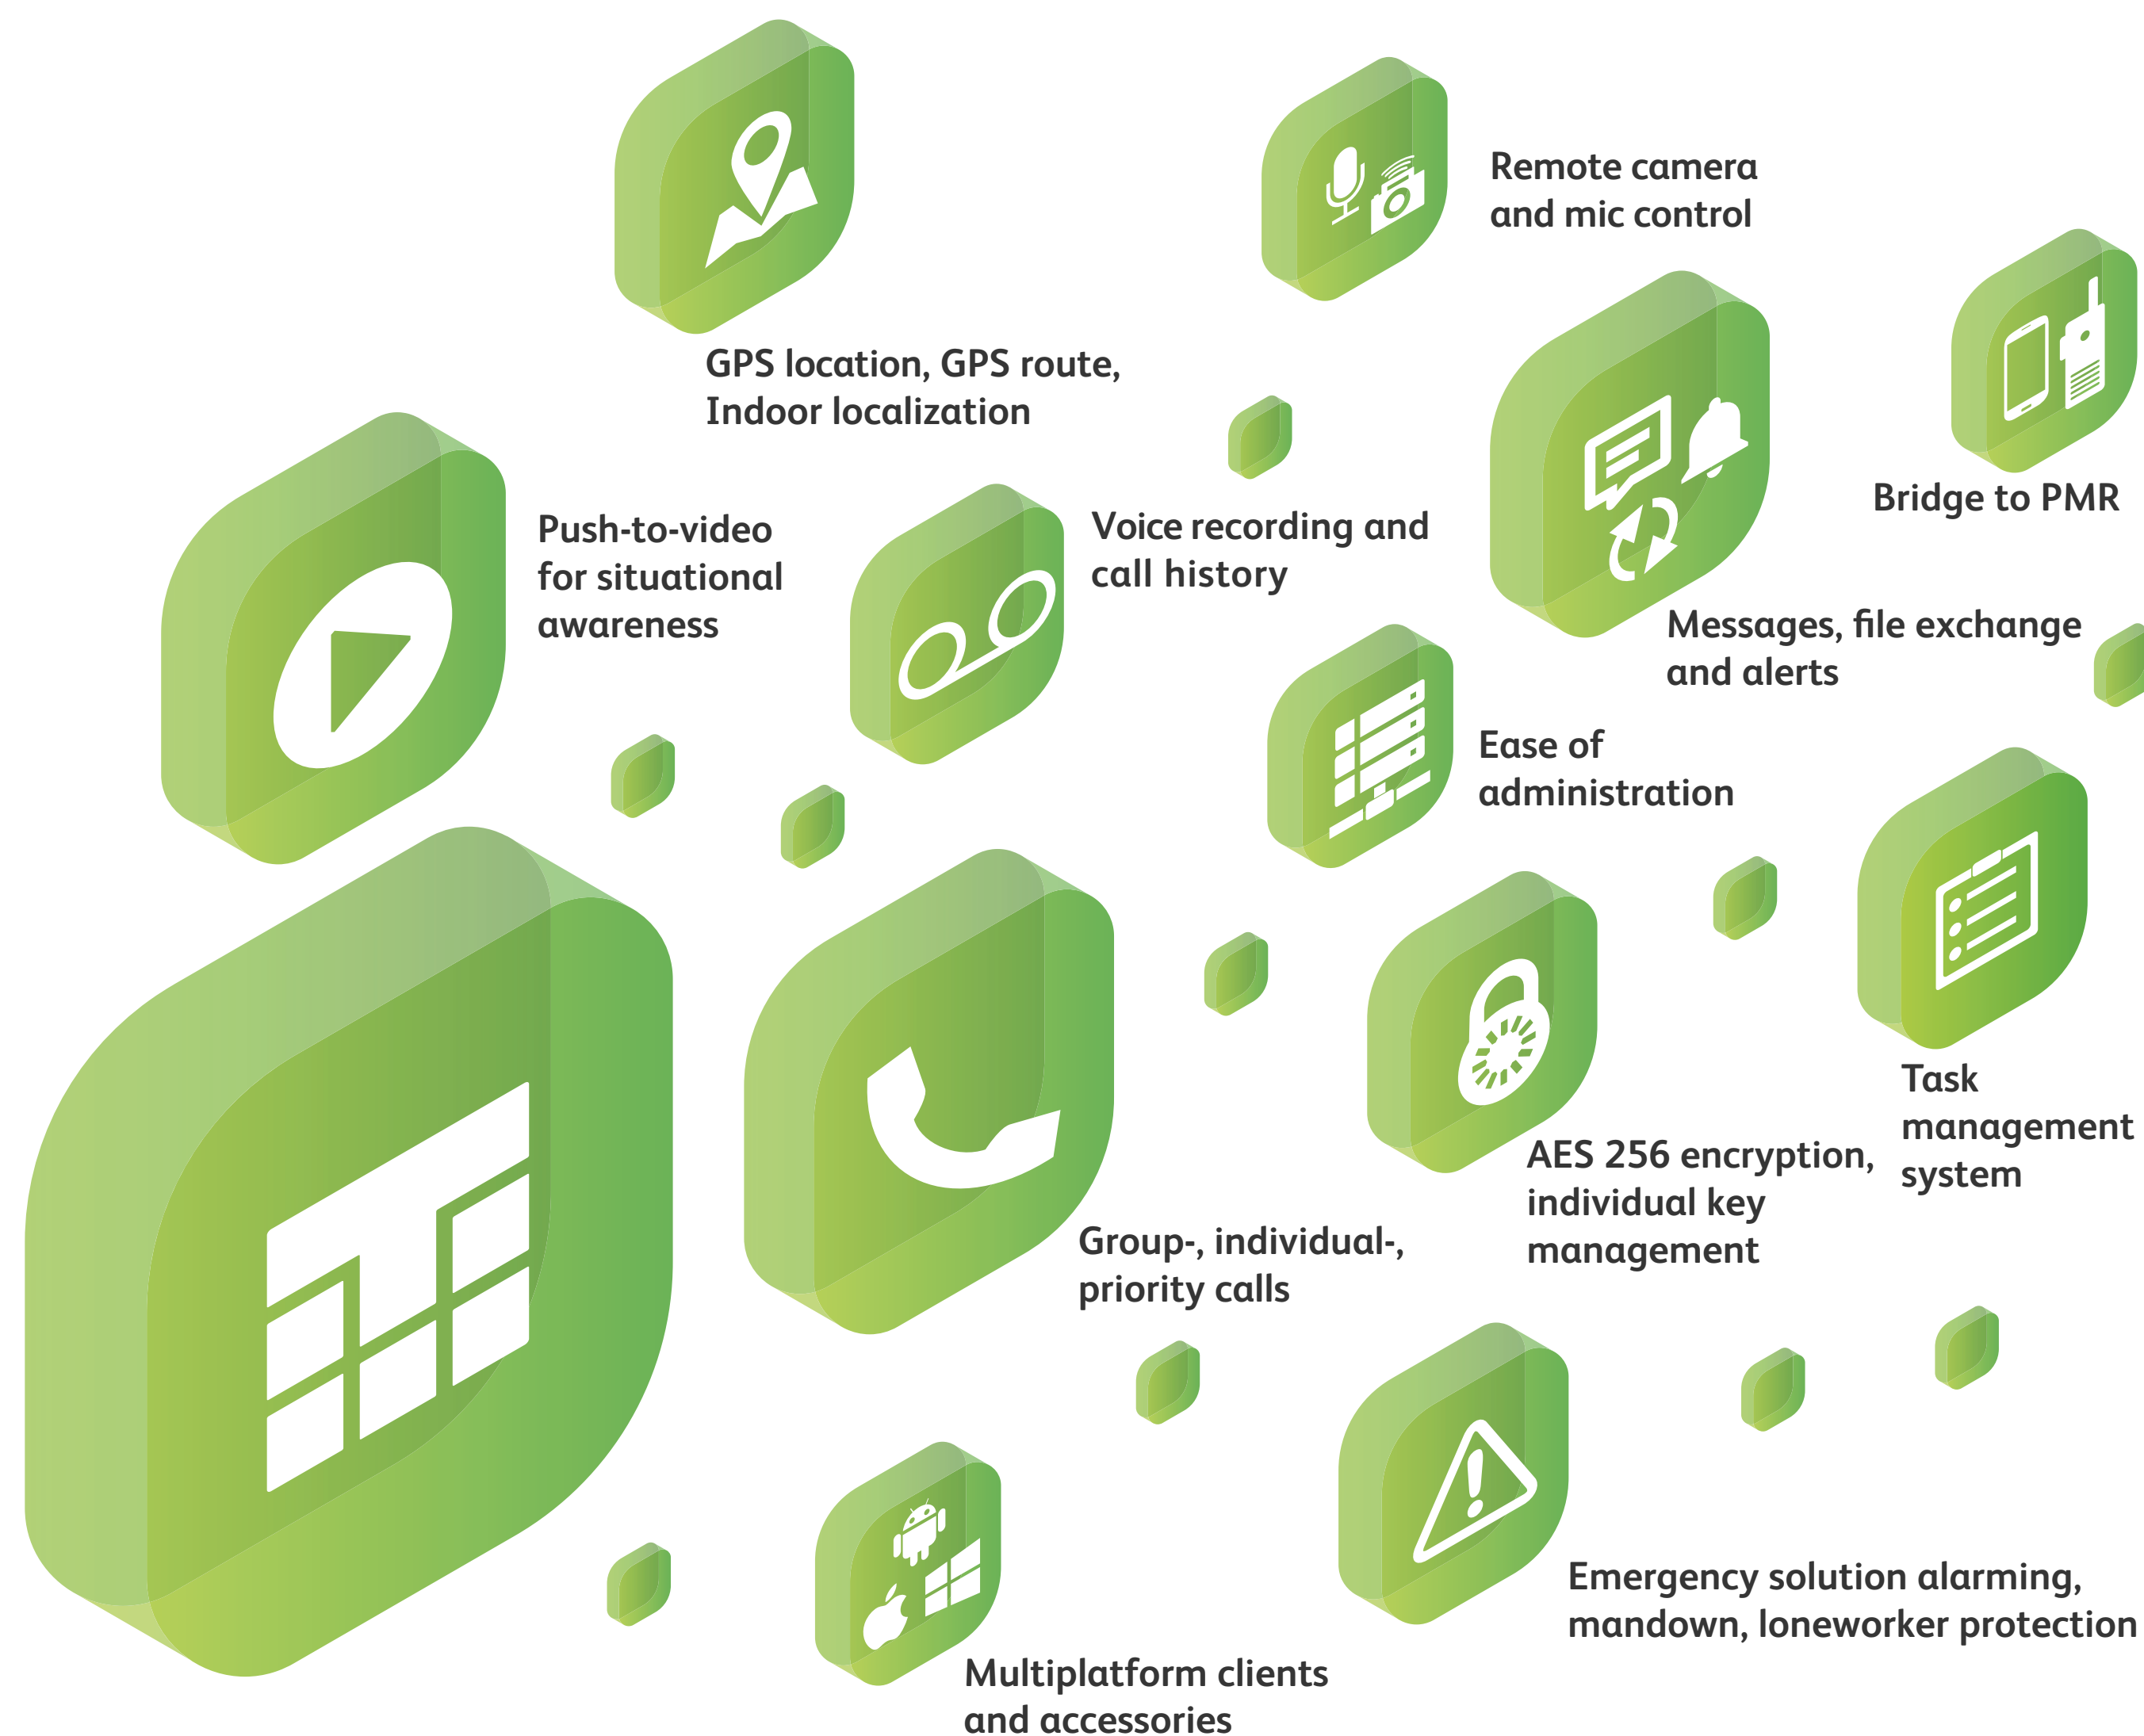 Remote camera
and mic control
GPS location, GPS route,
Indoor localization
Bridge to PMR
Push-to-video
for situational
awareness
Voice recording and
call history
Messages, file exchange
and alerts
Ease of
administration
Task
management
system
AES 256 encryption,
individual key
management
Group-, individual-,
priority calls
Emergency solution alarming,
mandown, loneworker protection
Multiplatform clients
and accessories